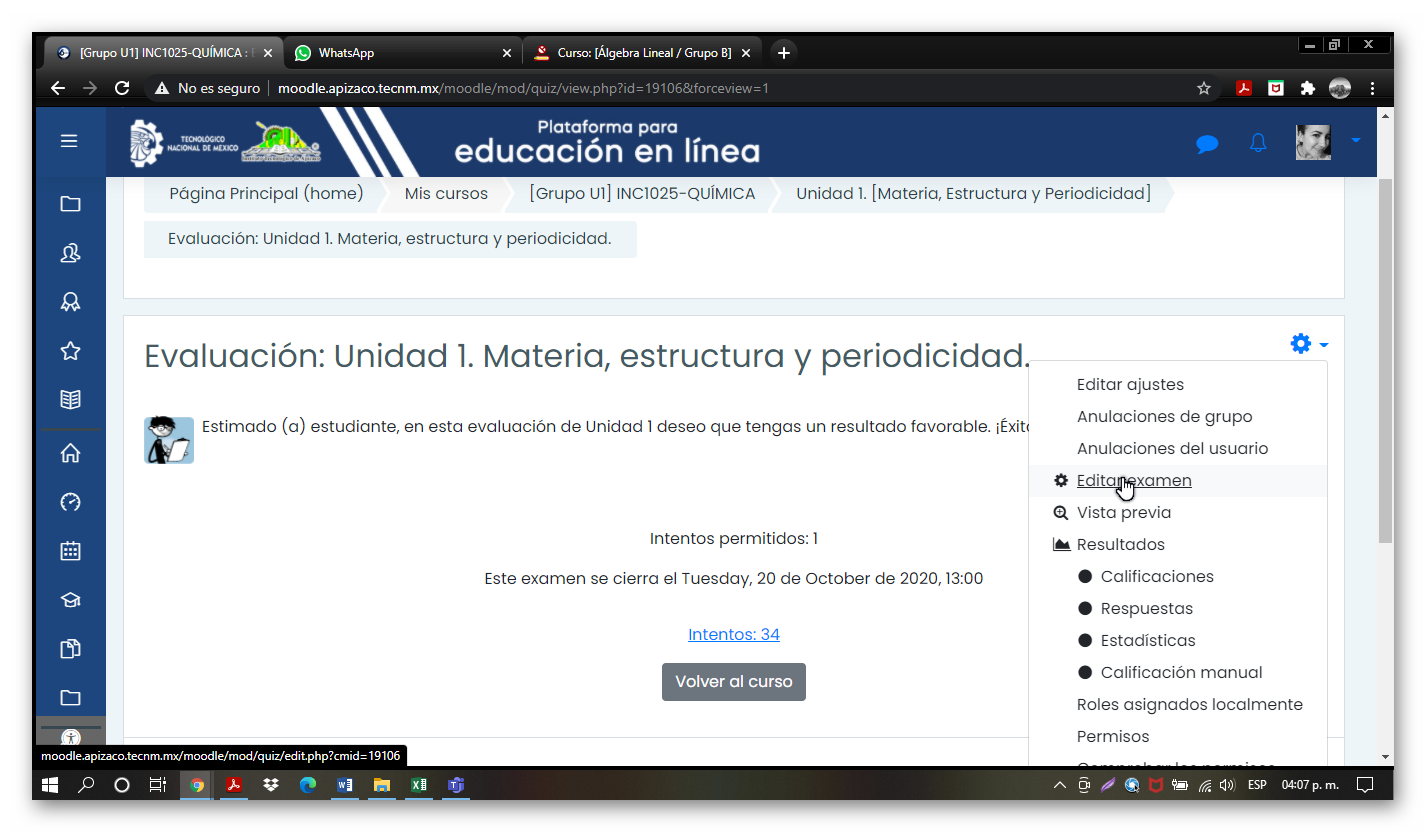 [Grupo U1] INC1025-QUÍMICA :
WhatsApp
Curso: [Álgebra Lineal / Grupo B]
No es seguro
moodle.apizaco.tecnm.mx/moodle/mod/quiz/view.php?id=19106&forceview=1
TECNOLÓGICO
NACIONAL DE MÉXICO
Plataforma para
educación en línea
Página Principal (home)
Mis cursos
[Grupo U1] INC1025-QUÍMICA
Unidad 1. [Materia, Estructura y Periodicidad]
Evaluación: Unidad 1. Materia, estructura y periodicidad.
Evaluación: Unidad 1. Materia, estructura y periodicidad.
Estimado (a) estudiante, en esta evaluación de Unidad 1 deseo que tengas un resultado favorable. ¡Éxito
Intentos permitidos: 1
Este examen se cierra el Tuesday, 20 de October de 2020, 13:00
Intentos: 34
Volver al curso
Editar ajustes
Anulaciones de grupo
Anulaciones del usuario
Editar examen
Vista previa
Resultados
Calificaciones
Respuestas
Estadísticas
Calificación manual
Roles asignados localmente
Permisos
Comprobar los permisos
moodle.apizaco.tecnm.mx/moodle/mod/quiz/edit.php?cmid=19106
ESP
04:07 p. m.